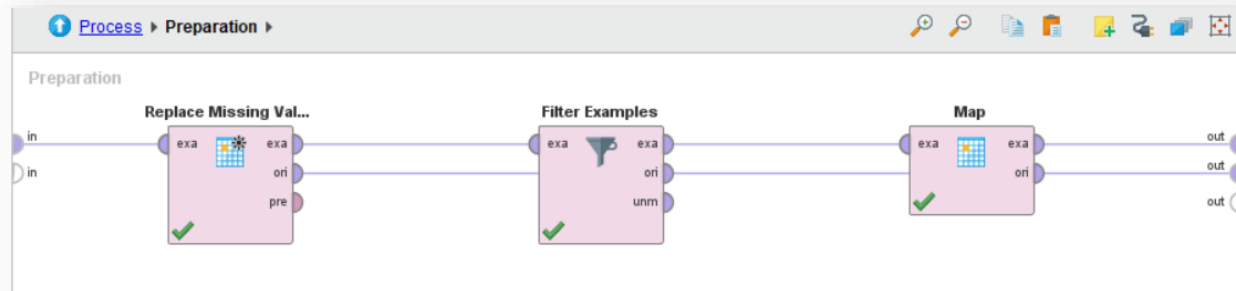 Process ▸ Preparation ▸
Preparation
Replace Missing Val... Filter Examples Map
in exa exa exa exa exa exa out
in ori ori ori out
pre unm out